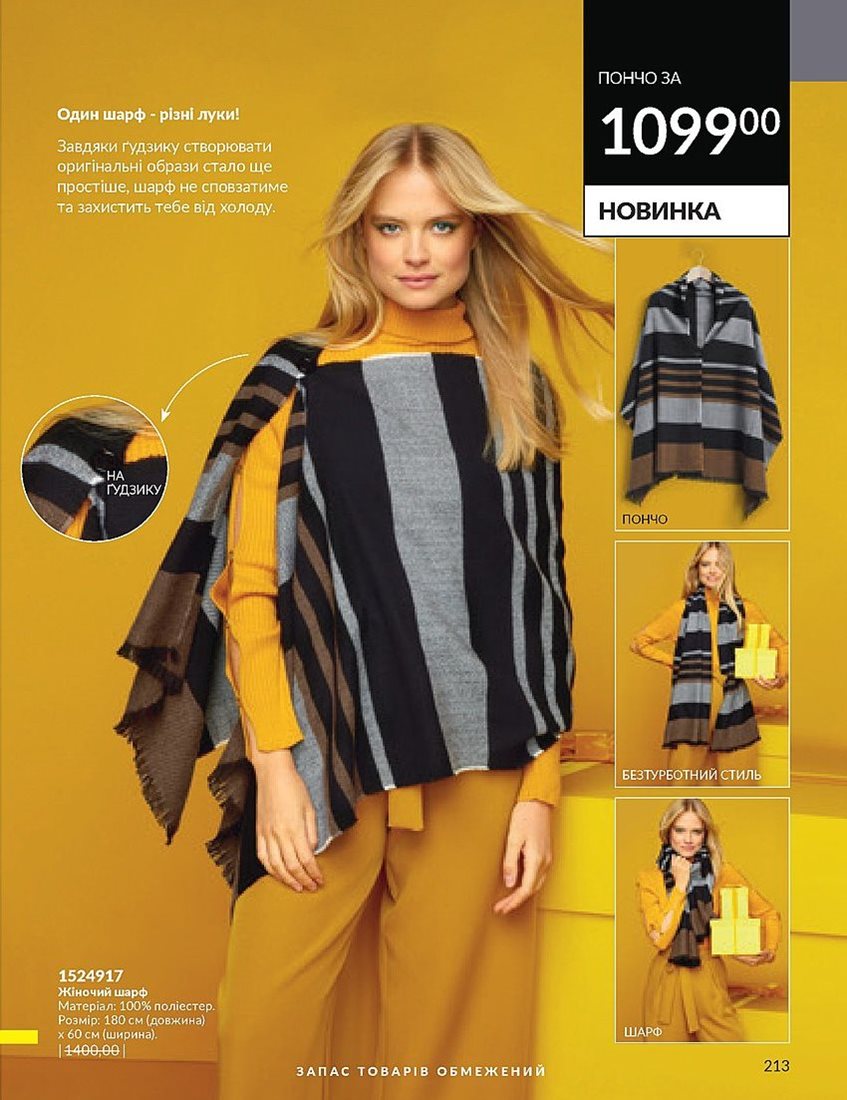 Один шарф - різні луки!
Завдяки ґудзику створювати
оригінальні образи стало ще
простіше, шарф не сповзатиме
та захистить тебе від холоду.
ПОНЧО ЗА
1099⁰⁰
НОВИНКА
НА
ҐУДЗИКУ
ПОНЧО
БЕЗТУРБОТНИЙ СТИЛЬ
ШАРФ
1524917
Жіночий шарф
Матеріал: 100% поліестер.
Розмір: 180 см (довжина)
х 60 см (ширина).
| 1400,00 |
ЗАПАС ТОВАРІВ ОБМЕЖЕНИЙ
213